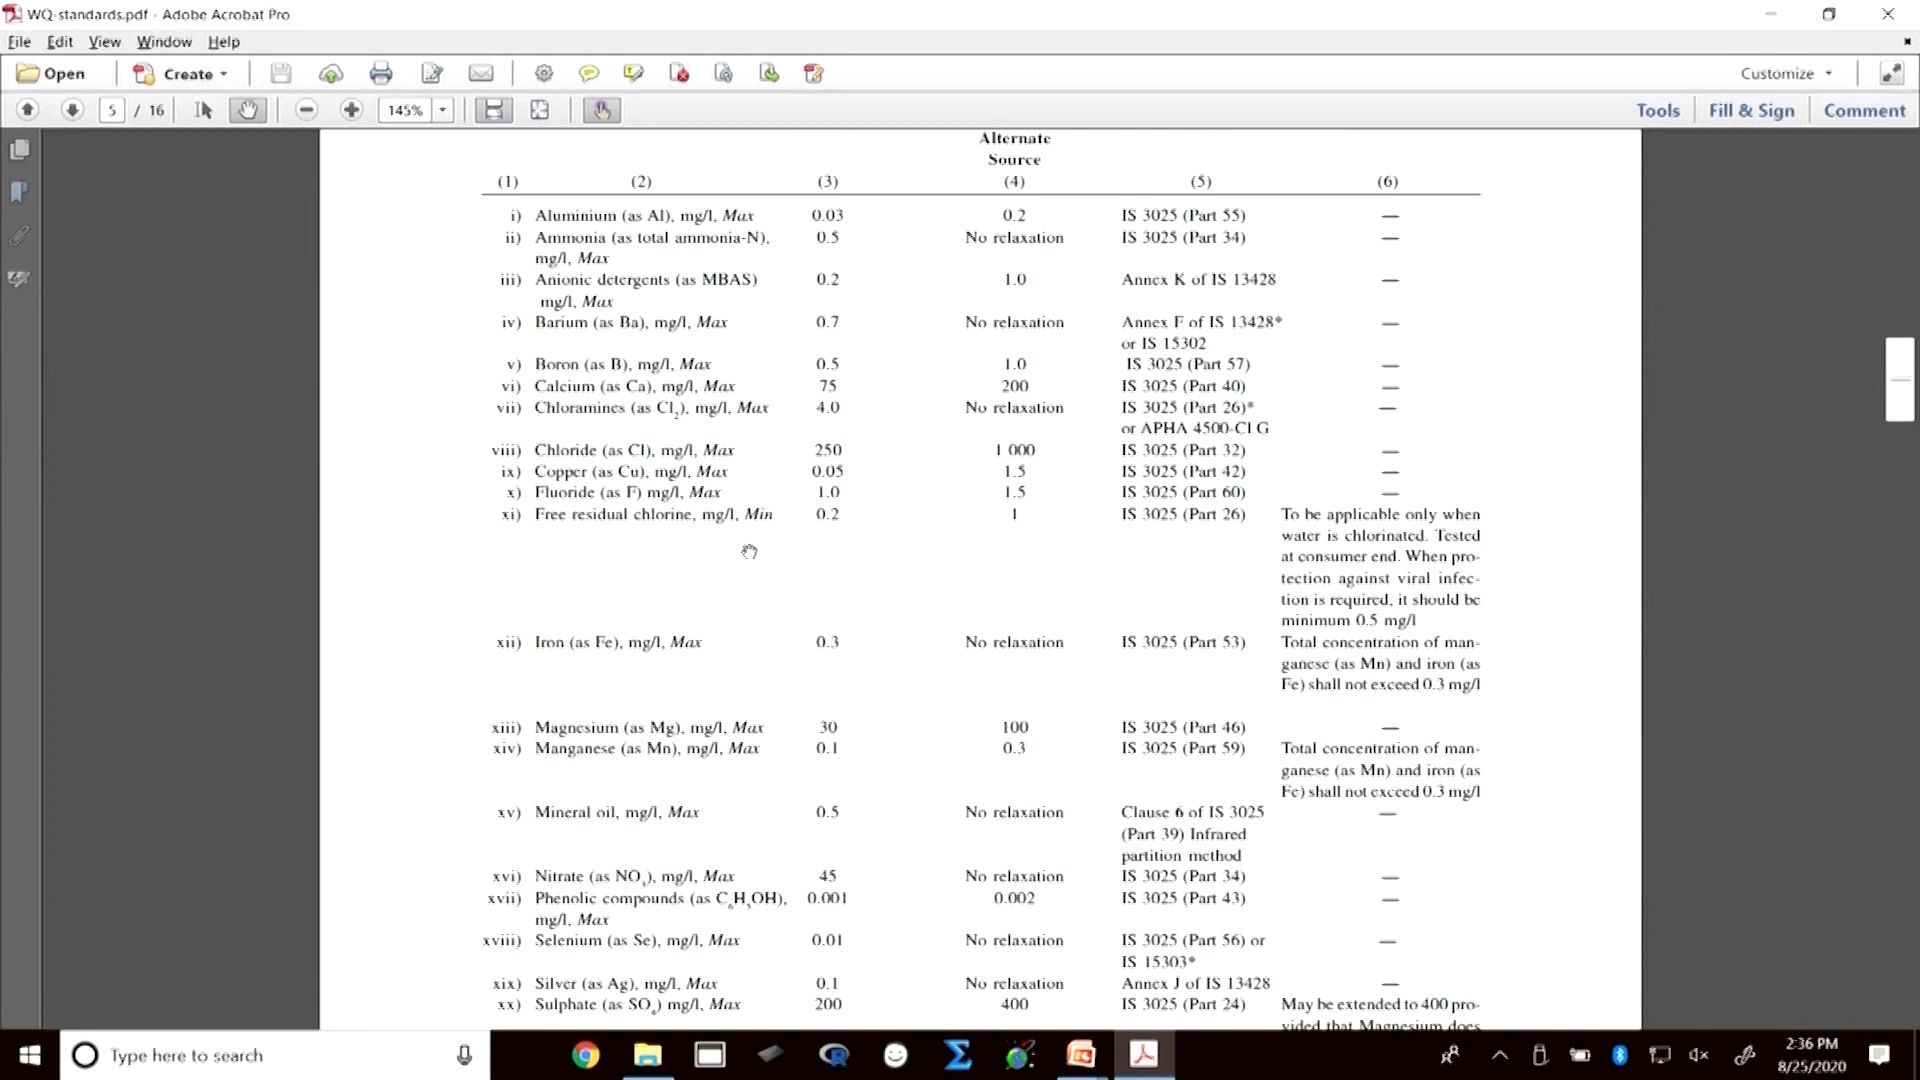 WQ-standards.pdf - Adobe Acrobat Pro
File Edit View Window Help
Open Create Customize
5 / 16 145% Tools Fill & Sign Comment
Alternate
Source
(1) (2) (3) (4) (5) (6)
i) Aluminium (as Al), mg/l, Max 0.03 0.2 IS 3025 (Part 55) —
ii) Ammonia (as total ammonia-N), 0.5 No relaxation IS 3025 (Part 34) —
mg/l, Max
iii) Anionic detergents (as MBAS) 0.2 1.0 Annex K of IS 13428 —
mg/l, Max
iv) Barium (as Ba), mg/l, Max 0.7 No relaxation Annex F of IS 13428* —
or IS 15302
v) Boron (as B), mg/l, Max 0.5 1.0 IS 3025 (Part 57) —
vi) Calcium (as Ca), mg/l, Max 75 200 IS 3025 (Part 40) —
vii) Chloramines (as Cl2), mg/l, Max 4.0 No relaxation IS 3025 (Part 26)* —
or APHA 4500-Cl G
viii) Chloride (as Cl), mg/l, Max 250 1 000 IS 3025 (Part 32) —
ix) Copper (as Cu), mg/l, Max 0.05 1.5 IS 3025 (Part 42) —
x) Fluoride (as F) mg/l, Max 1.0 1.5 IS 3025 (Part 60) —
xi) Free residual chlorine, mg/l, Min 0.2 1 IS 3025 (Part 26) To be applicable only when
water is chlorinated. Tested
at consumer end. When pro-
tection against viral infec-
tion is required, it should be
minimum 0.5 mg/l
xii) Iron (as Fe), mg/l, Max 0.3 No relaxation IS 3025 (Part 53) Total concentration of man-
ganese (as Mn) and iron (as
Fe) shall not exceed 0.3 mg/l
xiii) Magnesium (as Mg), mg/l, Max 30 100 IS 3025 (Part 46) —
xiv) Manganese (as Mn), mg/l, Max 0.1 0.3 IS 3025 (Part 59) Total concentration of man-
ganese (as Mn) and iron (as
Fe) shall not exceed 0.3 mg/l
xv) Mineral oil, mg/l, Max 0.5 No relaxation Clause 6 of IS 3025 —
(Part 39) Infrared
partition method
xvi) Nitrate (as NO3), mg/l, Max 45 No relaxation IS 3025 (Part 34) —
xvii) Phenolic compounds (as C6H5OH), 0.001 0.002 IS 3025 (Part 43) —
mg/l, Max
xviii) Selenium (as Se), mg/l, Max 0.01 No relaxation IS 3025 (Part 56) or —
IS 15303*
xix) Silver (as Ag), mg/l, Max 0.1 No relaxation Annex J of IS 13428 —
xx) Sulphate (as SO4) mg/l, Max 200 400 IS 3025 (Part 24) May be extended to 400 pro-
vided that Magnesium does
Type here to search
2:36 PM
8/25/2020